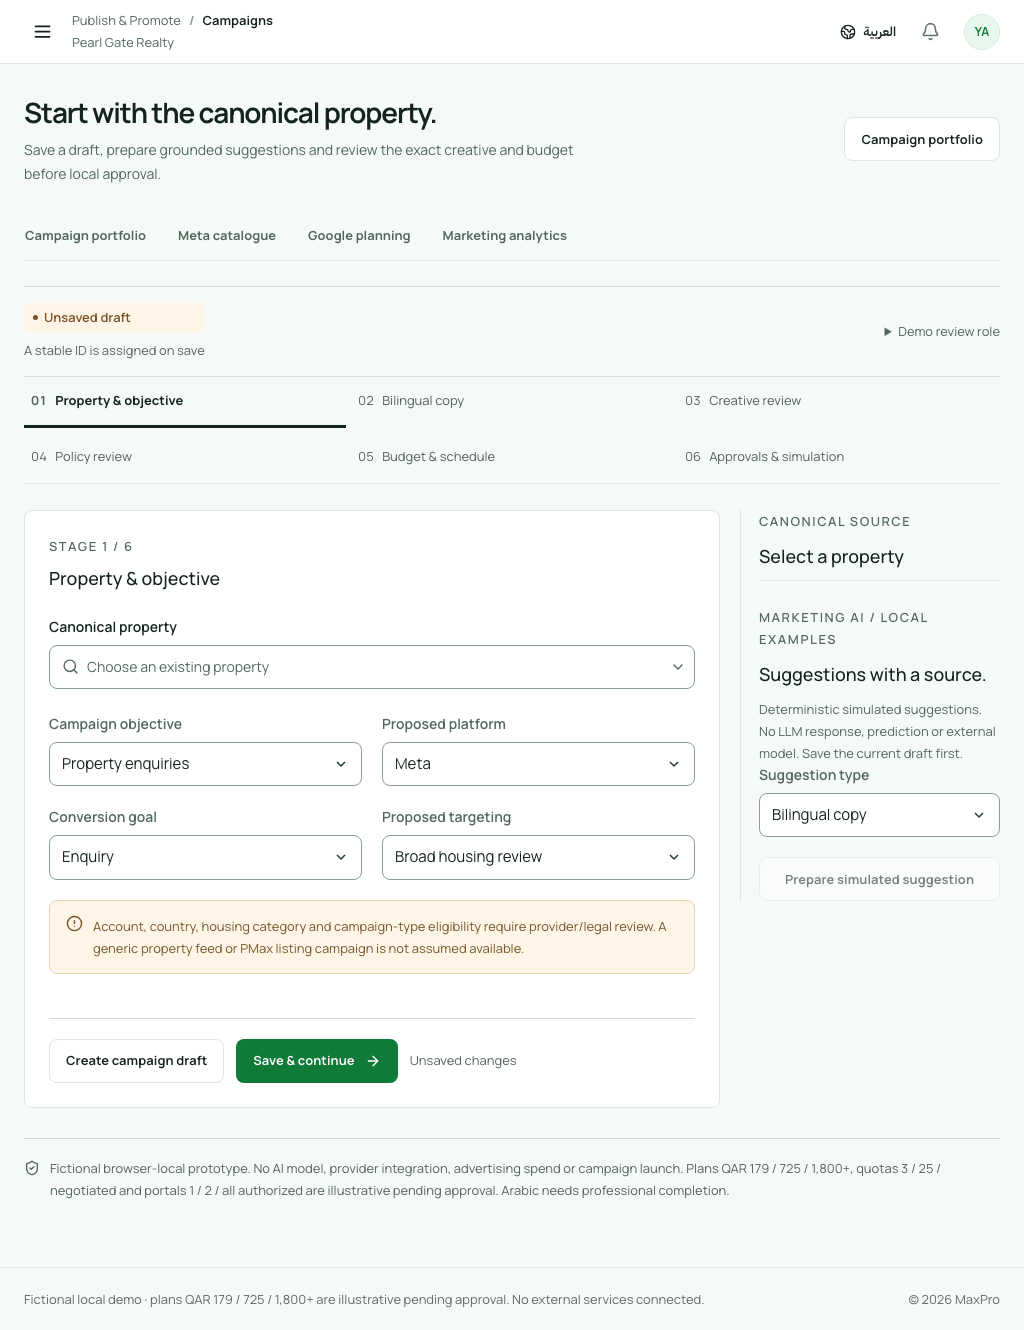 Publish & Promote / Campaigns
Pearl Gate Realty
العربية
YA
Start with the canonical property.
Save a draft, prepare grounded suggestions and review the exact creative and budget
before local approval.
Campaign portfolio
Campaign portfolio
Meta catalogue
Google planning
Marketing analytics
Unsaved draft
A stable ID is assigned on save
Demo review role
01 Property & objective
02 Bilingual copy
03 Creative review
04 Policy review
05 Budget & schedule
06 Approvals & simulation
STAGE 1 / 6
Property & objective
Canonical property
Choose an existing property
Campaign objective
Proposed platform
Property enquiries
Meta
Conversion goal
Proposed targeting
Enquiry
Broad housing review
Account, country, housing category and campaign-type eligibility require provider/legal review. A
generic property feed or PMax listing campaign is not assumed available.
Create campaign draft
Save & continue
Unsaved changes
CANONICAL SOURCE
Select a property
MARKETING AI / LOCAL
EXAMPLES
Suggestions with a source.
Deterministic simulated suggestions.
No LLM response, prediction or external
model. Save the current draft first.
Suggestion type
Bilingual copy
Prepare simulated suggestion
Fictional browser-local prototype. No AI model, provider integration, advertising spend or campaign launch. Plans QAR 179 / 725 / 1,800+, quotas 3 / 25 /
negotiated and portals 1 / 2 / all authorized are illustrative pending approval. Arabic needs professional completion.
Fictional local demo · plans QAR 179 / 725 / 1,800+ are illustrative pending approval. No external services connected.
© 2026 MaxPro